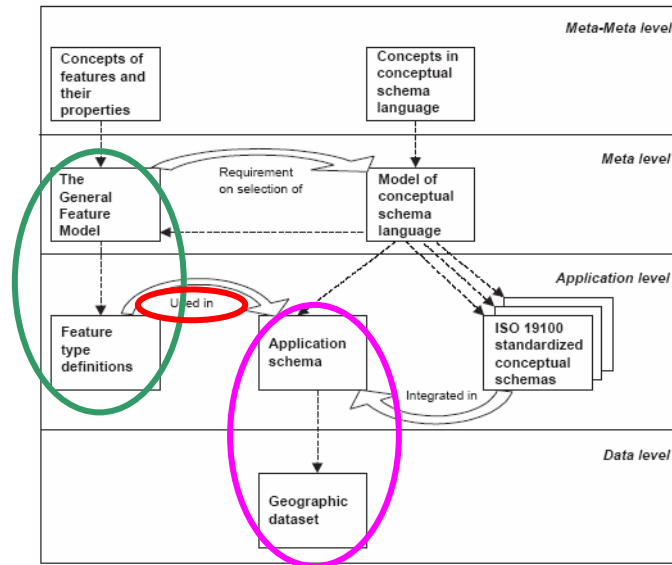 Meta-Meta level
Concepts of
features and
their
properties
Concepts in
conceptual
schema
language
Meta level
The
General
Feature
Model
Requirement
on selection of
Model of
conceptual
schema
language
Application level
Used in
Feature
type
definitions
Application
schema
ISO 19100
standardized
conceptual
schemas
Integrated in
Data level
Geographic
dataset